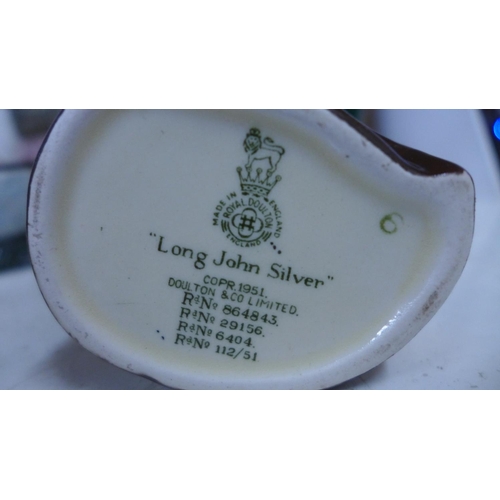 MADE IN ENGLAND
ROYAL DOULTON
ENGLAND
"Long John Silver"
COPR. 1951.
DOULTON & CO LIMITED.
Rd No 864843.
Rd No 29156.
Rd No 6404.
Rd No 112/51
6